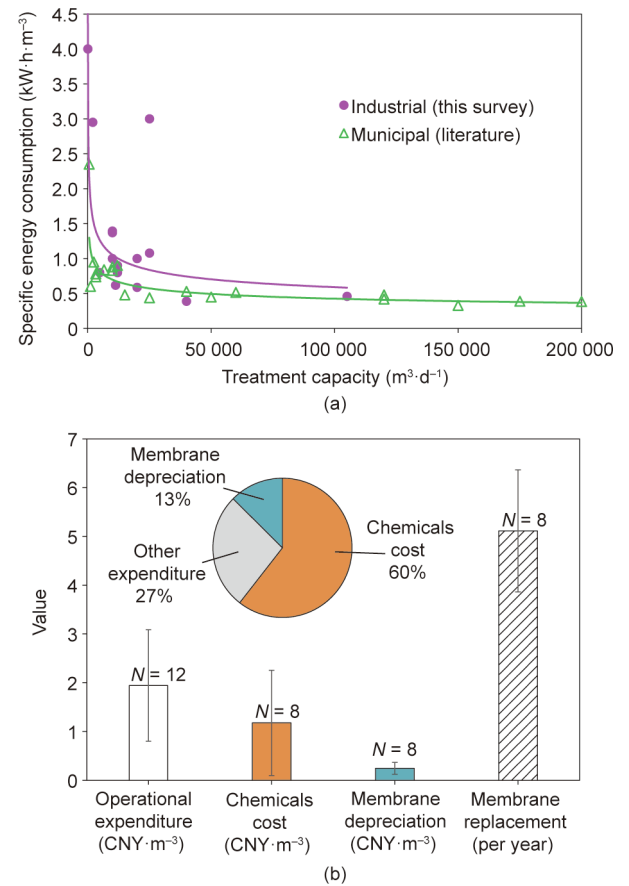 4.5
4.0
3.5
3.0
2.5
2.0
1.5
1.0
0.5
0
Specific energy consumption (kW·h·m⁻³)
Industrial (this survey)
Municipal (literature)
0
50 000
100 000
150 000
200 000
Treatment capacity (m³·d⁻¹)
(a)
7
6
5
4
3
2
1
0
Value
Membrane
depreciation
13%
Other
expenditure
27%
Chemicals
cost
60%
N = 12
N = 8
N = 8
N = 8
Operational
expenditure
(CNY·m⁻³)
Chemicals
cost
(CNY·m⁻³)
Membrane
depreciation
(CNY·m⁻³)
Membrane
replacement
(per year)
(b)